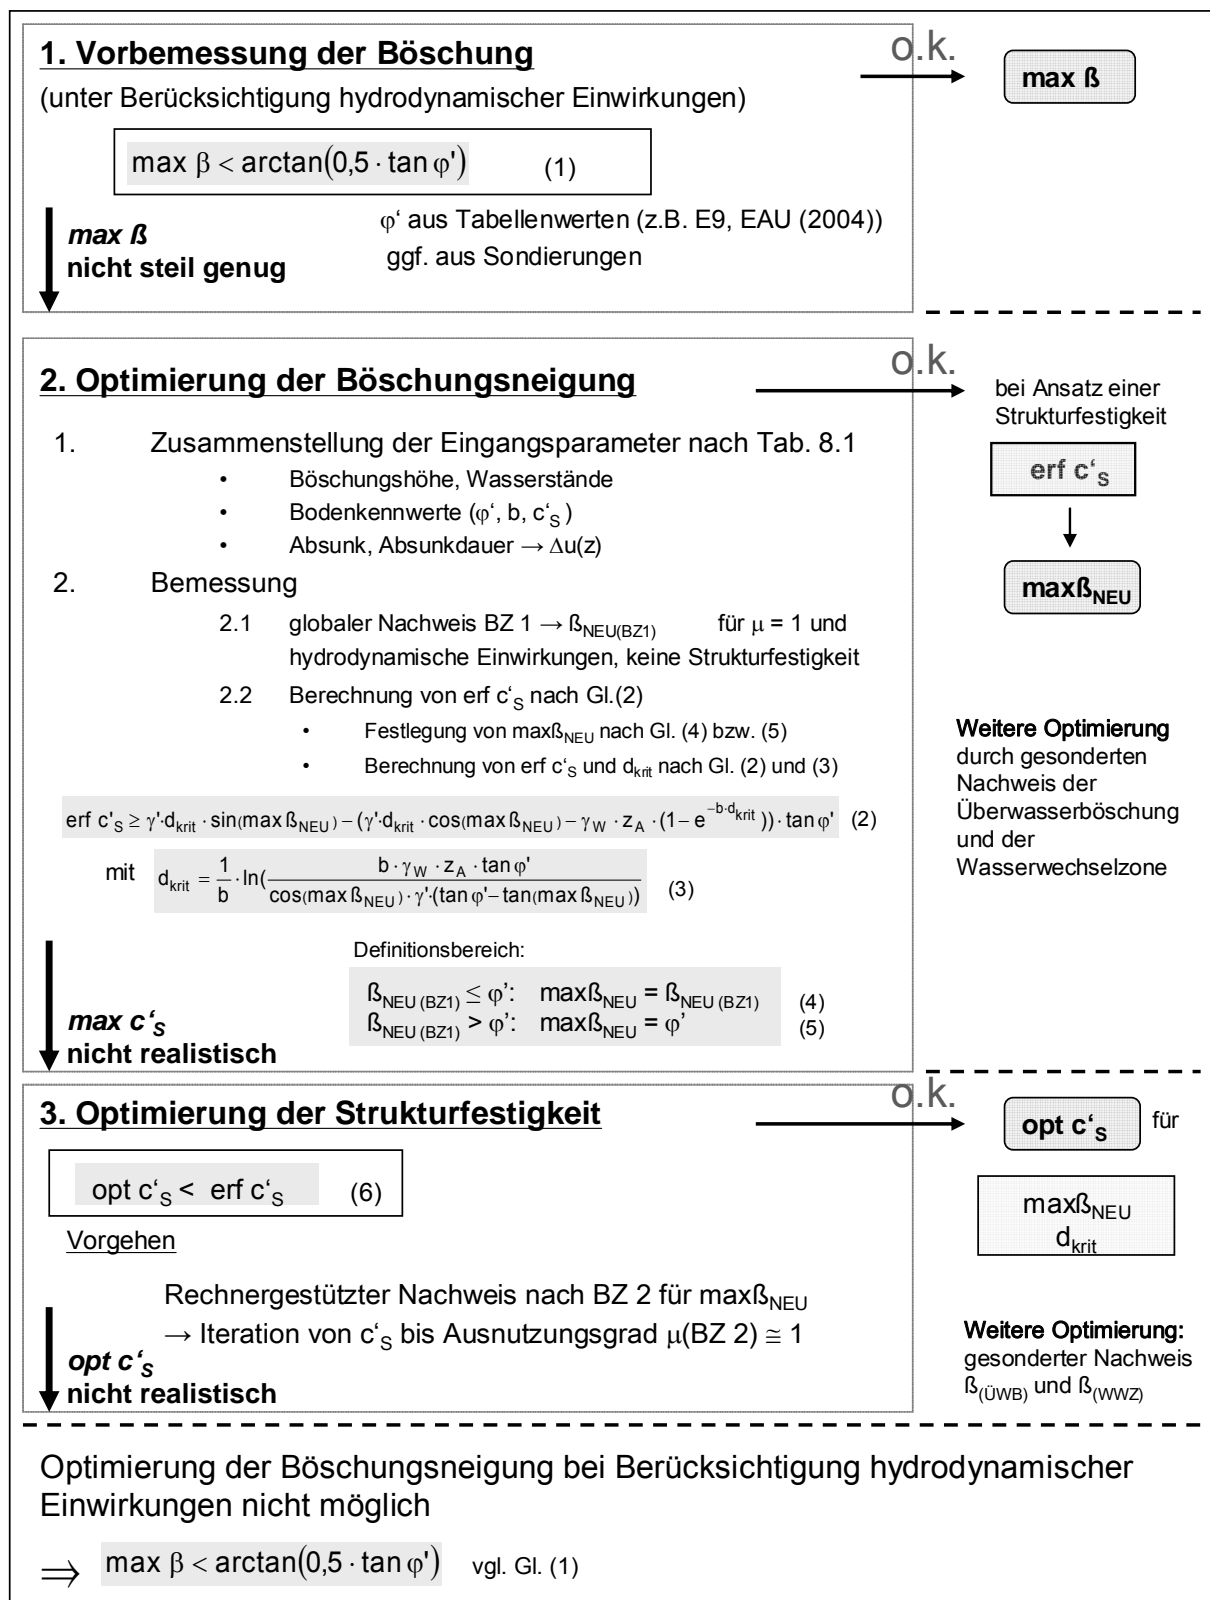 1. Vorbemessung der Böschung
o.k.
max ß
(unter Berücksichtigung hydrodynamischer Einwirkungen)
max β < arctan(0,5 · tan φ') (1)
max ß
nicht steil genug
φ‘ aus Tabellenwerten (z.B. E9, EAU (2004))
ggf. aus Sondierungen
2. Optimierung der Böschungsneigung
o.k.
bei Ansatz einer
Strukturfestigkeit
erf c‘S
maxßNEU
1. Zusammenstellung der Eingangsparameter nach Tab. 8.1
• Böschungshöhe, Wasserstände
• Bodenkennwerte (φ‘, b, c‘S )
• Absunk, Absunkdauer → Δu(z)
2. Bemessung
2.1 globaler Nachweis BZ 1 → ßNEU(BZ1) für μ = 1 und
hydrodynamische Einwirkungen, keine Strukturfestigkeit
2.2 Berechnung von erf c‘S nach Gl.(2)
• Festlegung von maxßNEU nach Gl. (4) bzw. (5)
• Berechnung von erf c‘S und dkrit nach Gl. (2) und (3)
Weitere Optimierung
durch gesonderten
Nachweis der
Überwasserböschung
und der
Wasserwechselzone
erf c'S ≥ γ'·dkrit · sin(max ßNEU) − (γ'·dkrit · cos(max ßNEU) − γW · zA · (1 − e^−b·dkrit )) · tan φ' (2)
mit dkrit = 1/b · ln( b · γW · zA · tan φ' / cos(max ßNEU) · γ'·(tan φ'− tan(max ßNEU)) ) (3)
Definitionsbereich:
ßNEU (BZ1) ≤ φ’: maxßNEU = ßNEU (BZ1) (4)
ßNEU (BZ1) > φ’: maxßNEU = φ’ (5)
max c‘S
nicht realistisch
3. Optimierung der Strukturfestigkeit
o.k.
opt c‘S für
maxßNEU
dkrit
opt c‘S < erf c‘S (6)
Vorgehen
Rechnergestützter Nachweis nach BZ 2 für maxßNEU
→ Iteration von c‘S bis Ausnutzungsgrad μ(BZ 2) ≅ 1
opt c‘S
nicht realistisch
Weitere Optimierung:
gesonderter Nachweis
ß(ÜWB) und ß(WWZ)
Optimierung der Böschungsneigung bei Berücksichtigung hydrodynamischer
Einwirkungen nicht möglich
⇒ max β < arctan(0,5 · tan φ') vgl. Gl. (1)